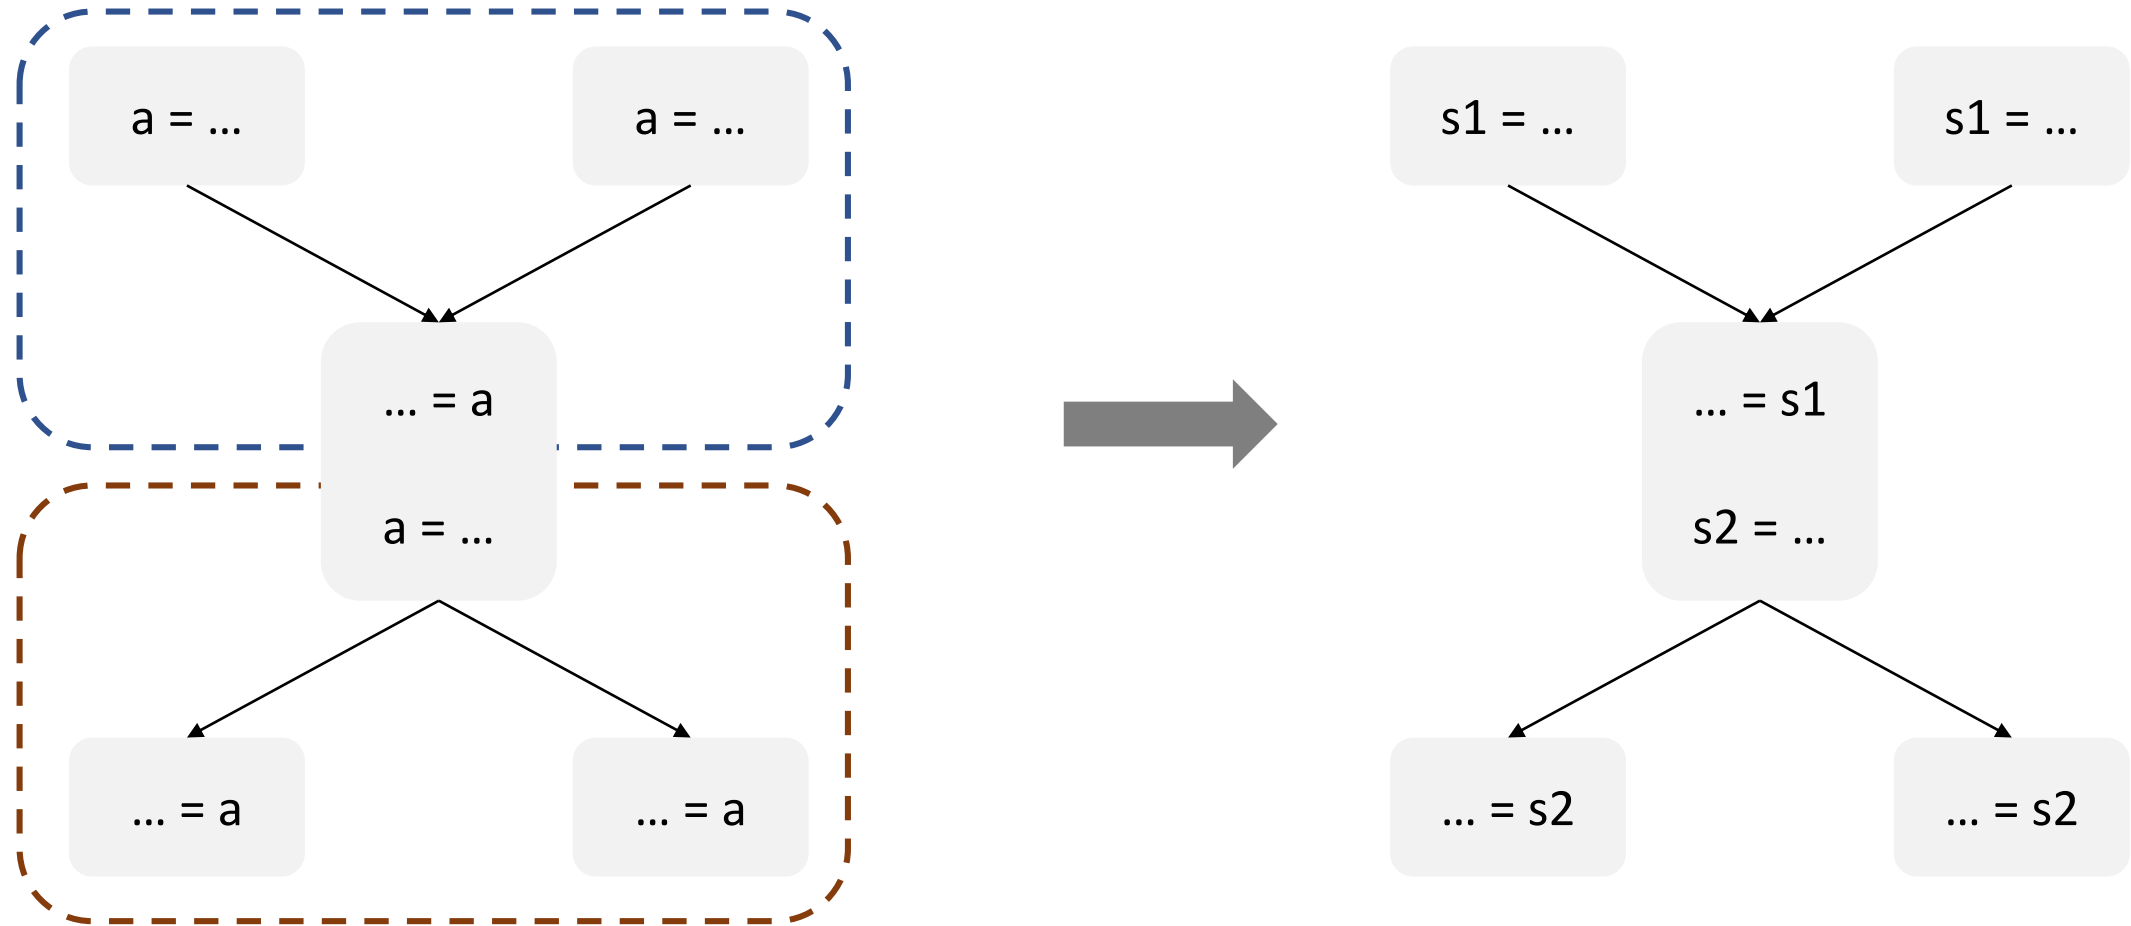 a = ...
a = ...
... = a
a = ...
... = a
... = a
s1 = ...
s1 = ...
... = s1
s2 = ...
... = s2
... = s2